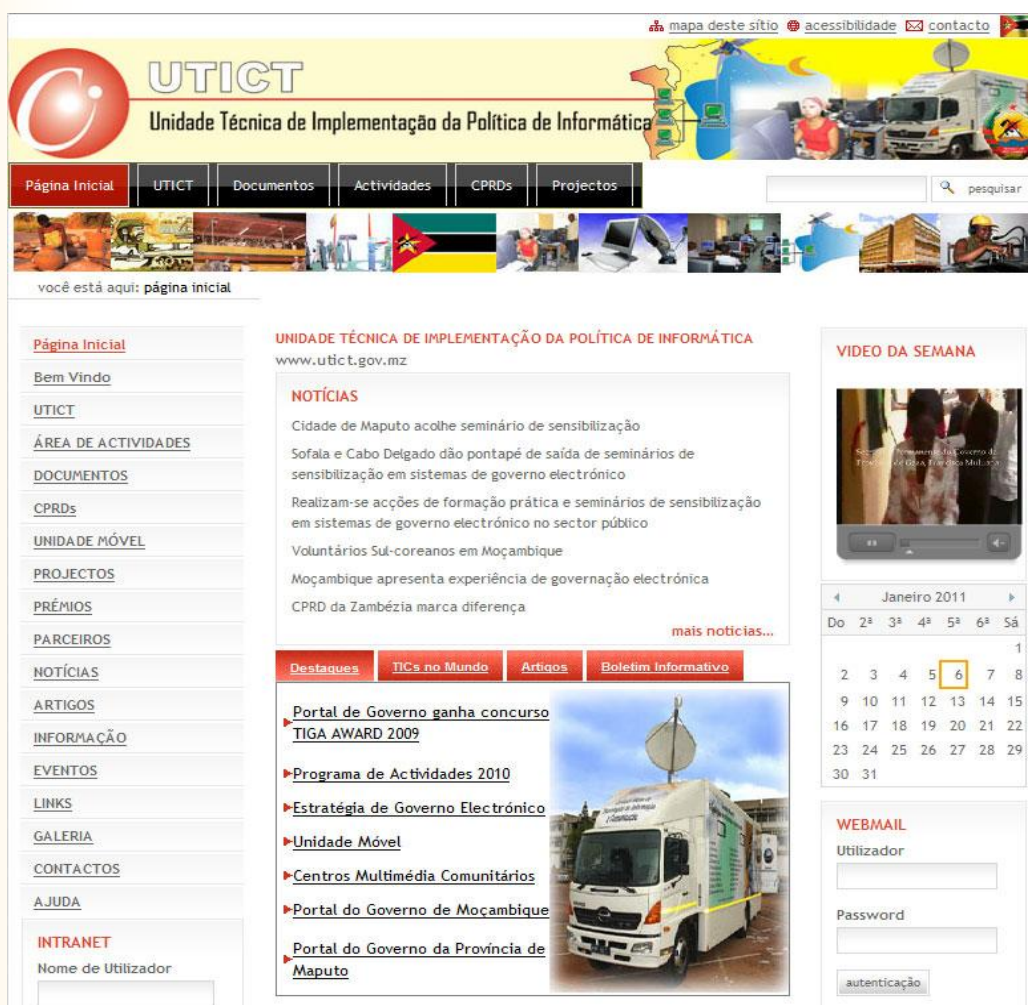 mapa deste sítio acessibilidade contacto
UTICT
Unidade Técnica de Implementação da Política de Informática
Página Inicial UTICT Documentos Actividades CPRDs Projectos
pesquisar
você está aqui: página inicial
Página Inicial
Bem Vindo
UTICT
ÁREA DE ACTIVIDADES
DOCUMENTOS
CPRDs
UNIDADE MÓVEL
PROJECTOS
PRÉMIOS
PARCEIROS
NOTÍCIAS
ARTIGOS
INFORMAÇÃO
EVENTOS
LINKS
GALERIA
CONTACTOS
AJUDA
INTRANET
Nome de Utilizador
UNIDADE TÉCNICA DE IMPLEMENTAÇÃO DA POLÍTICA DE INFORMÁTICA
www.utict.gov.mz
NOTÍCIAS
Cidade de Maputo acolhe seminário de sensibilização
Sofala e Cabo Delgado dão pontapé de saída de seminários de
sensibilização em sistemas de governo electrónico
Realizam-se acções de formação prática e seminários de sensibilização
em sistemas de governo electrónico no sector público
Voluntários Sul-coreanos em Moçambique
Moçambique apresenta experiência de governação electrónica
CPRD da Zambézia marca diferença
mais noticias...
Destaques TICs no Mundo Artigos Boletim Informativo
Portal de Governo ganha concurso
TIGA AWARD 2009
Programa de Actividades 2010
Estratégia de Governo Electrónico
Unidade Móvel
Centros Multimédia Comunitários
Portal do Governo de Moçambique
Portal do Governo da Província de
Maputo
VIDEO DA SEMANA
Janeiro 2011
Do 2ª 3ª 4ª 5ª 6ª Sá
1
2 3 4 5 6 7 8
9 10 11 12 13 14 15
16 17 18 19 20 21 22
23 24 25 26 27 28 29
30 31
WEBMAIL
Utilizador
Password
autenticação